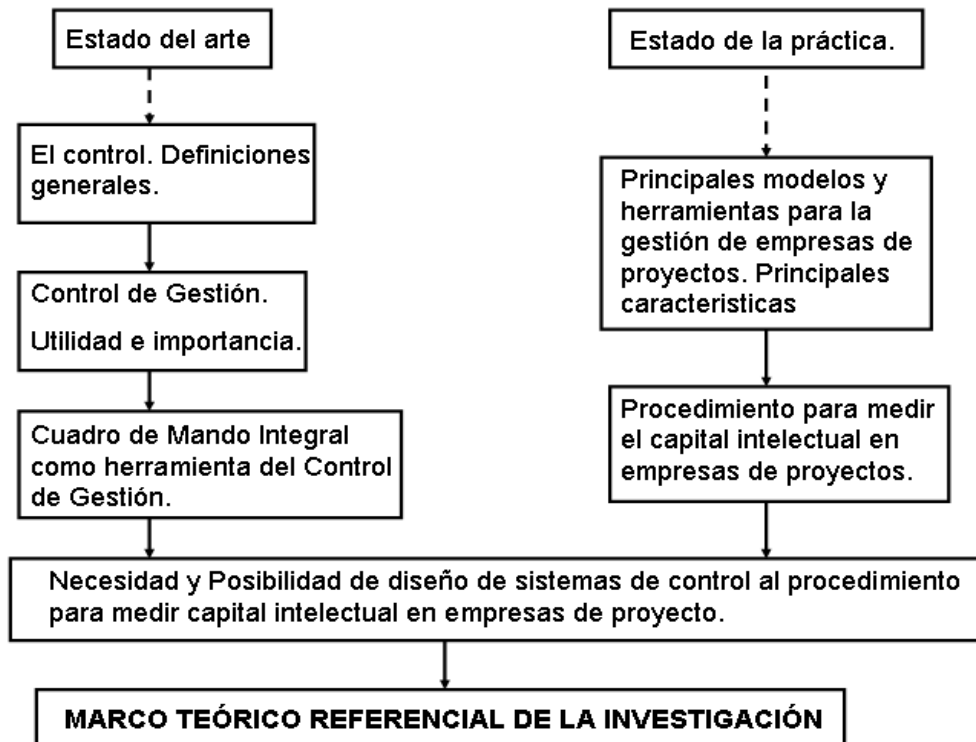 Estado del arte
Estado de la práctica.
El control. Definiciones
generales.
Control de Gestión.
Utilidad e importancia.
Cuadro de Mando Integral
como herramienta del Control
de Gestión.
Principales modelos y
herramientas para la
gestión de empresas de
proyectos. Principales
caracteristicas
Procedimiento para medir
el capital intelectual en
empresas de proyectos.
Necesidad y Posibilidad de diseño de sistemas de control al procedimiento
para medir capital intelectual en empresas de proyecto.
MARCO TEÓRICO REFERENCIAL DE LA INVESTIGACIÓN